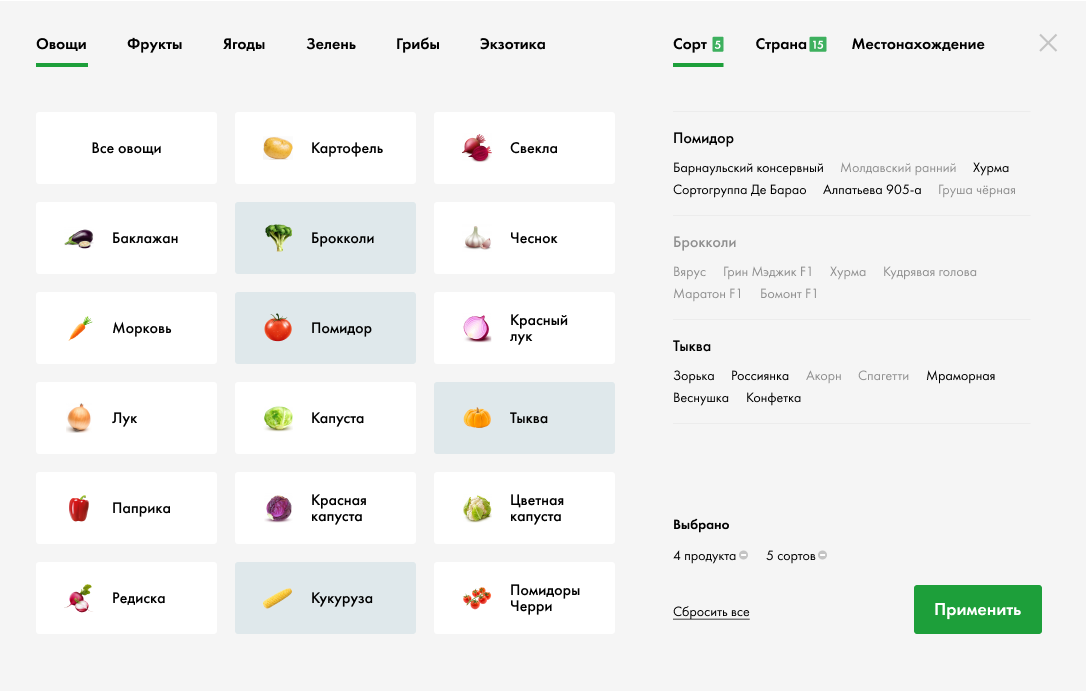 Овощи Фрукты Ягоды Зелень Грибы Экзотика
Сорт 5 Страна 15 Местонахождение
Все овощи
Картофель
Свекла
Баклажан
Брокколи
Чеснок
Морковь
Помидор
Красный
лук
Лук
Капуста
Тыква
Паприка
Красная
капуста
Цветная
капуста
Редиска
Кукуруза
Помидоры
Черри
Помидор
Барнаульский консервный Молдавский ранний Хурма
Сортогруппа Де Барао Алпатьева 905-а Груша чёрная
Брокколи
Вярус Грин Мэджик F1 Хурма Кудрявая голова
Маратон F1 Бомонт F1
Тыква
Зорька Россиянка Акорн Спагетти Мраморная
Веснушка Конфетка
Выбрано
4 продукта 5 сортов
Сбросить все
Применить